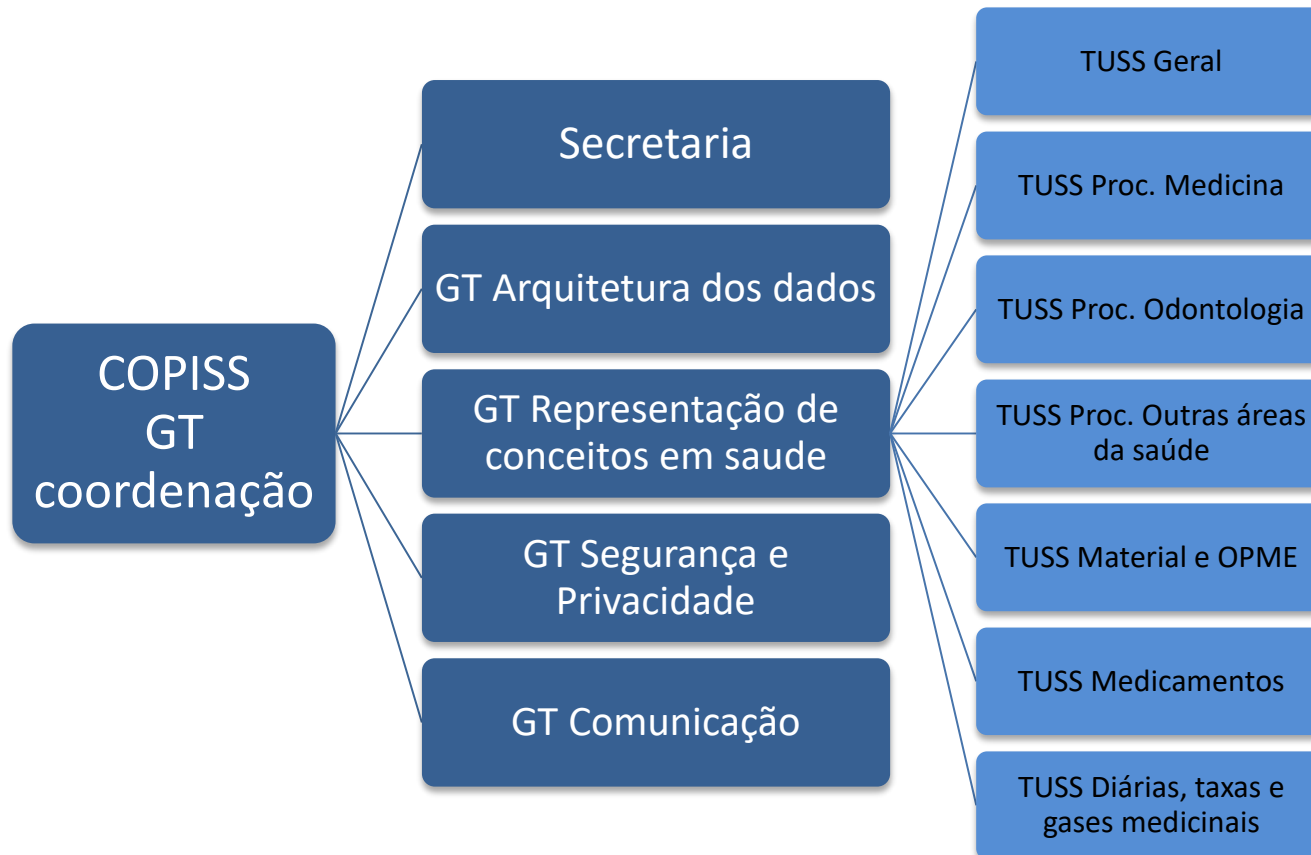 COPISS
GT
coordenação
Secretaria
GT Arquitetura dos dados
GT Representação de
conceitos em saude
GT Segurança e
Privacidade
GT Comunicação
TUSS Geral
TUSS Proc. Medicina
TUSS Proc. Odontologia
TUSS Proc. Outras áreas
da saúde
TUSS Material e OPME
TUSS Medicamentos
TUSS Diárias, taxas e
gases medicinais